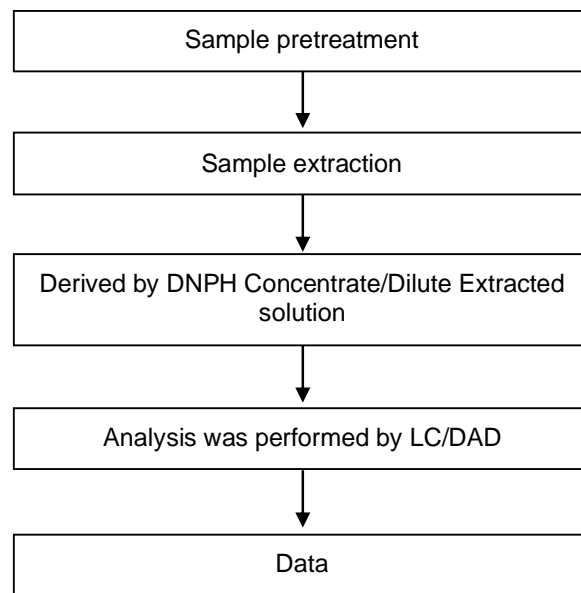 Sample pretreatment
Sample extraction
Derived by DNPH Concentrate/Dilute Extracted
solution
Analysis was performed by LC/DAD
Data